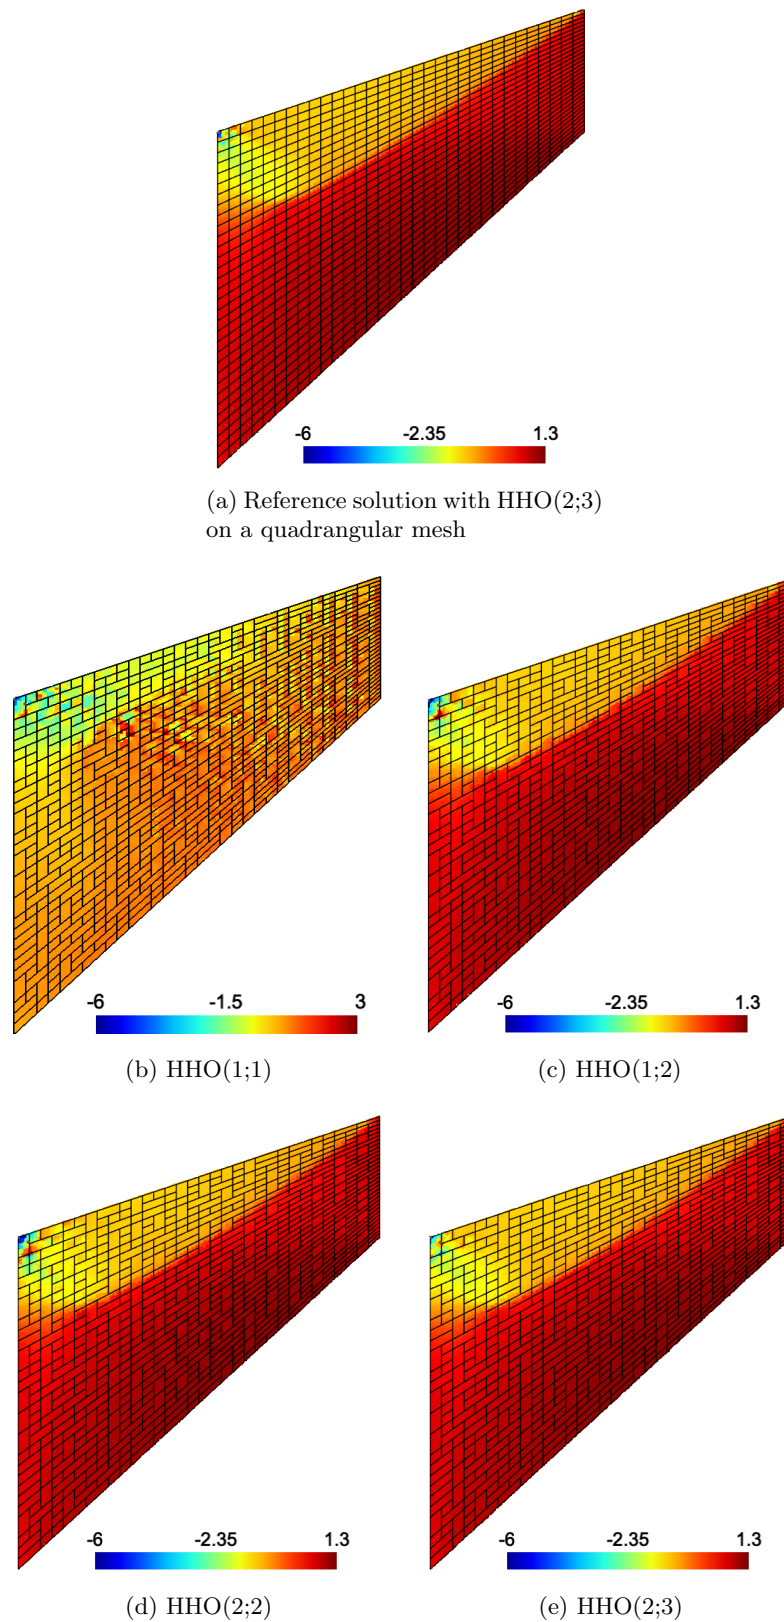 -6 -2.35 1.3
(a) Reference solution with HHO(2;3)
on a quadrangular mesh
-6 -1.5 3
-6 -2.35 1.3
(b) HHO(1;1)
(c) HHO(1;2)
-6 -2.35 1.3
-6 -2.35 1.3
(d) HHO(2;2)
(e) HHO(2;3)